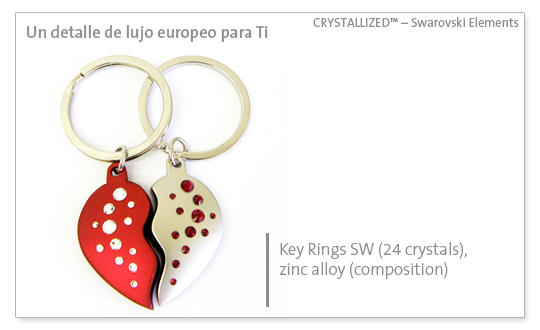 Un detalle de lujo europeo para Ti
CRYSTALLIZED™ – Swarovski Elements
Key Rings SW (24 crystals),
zinc alloy (composition)